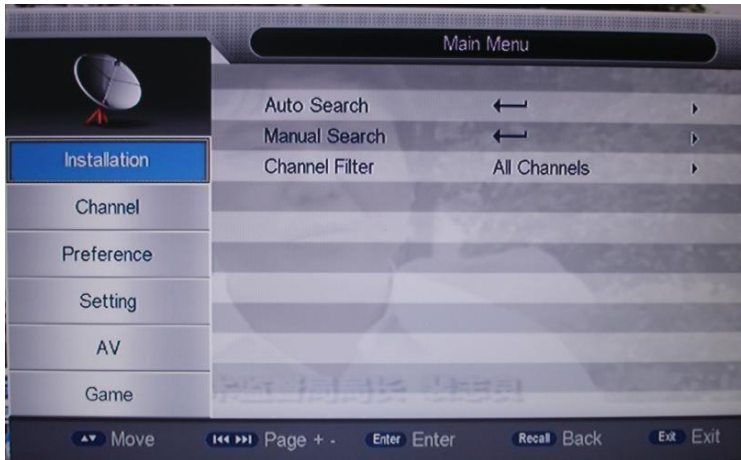 Main Menu
Auto Search
Manual Search
Channel Filter All Channels
Installation
Channel
Preference
Setting
AV
Game
Move Page + - Enter Enter Recall Back Exit Exit